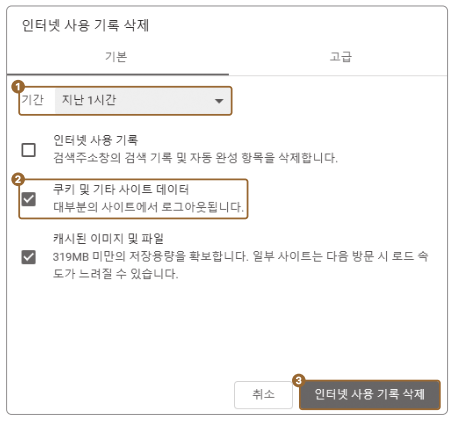 인터넷 사용 기록 삭제
기본
고급
1
기간 지난 1시간
인터넷 사용 기록
검색주소창의 검색 기록 및 자동 완성 항목을 삭제합니다.
2
쿠키 및 기타 사이트 데이터
대부분의 사이트에서 로그아웃됩니다.
캐시된 이미지 및 파일
319MB 미만의 저장용량을 확보합니다. 일부 사이트는 다음 방문 시 로드 속
도가 느려질 수 있습니다.
취소
3
인터넷 사용 기록 삭제